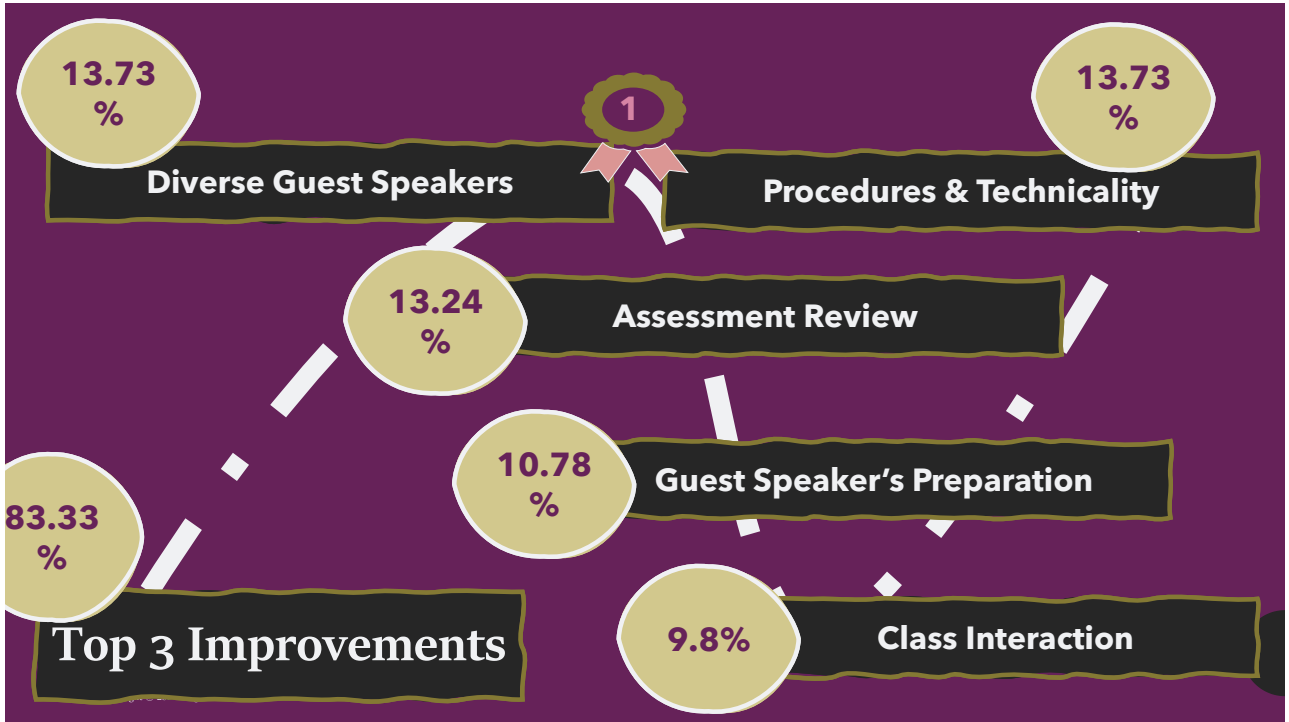 13.73
%
Diverse Guest Speakers
1
13.73
%
Procedures & Technicality
13.24
%
Assessment Review
10.78
%
Guest Speaker’s Preparation
83.33
%
Top 3 Improvements
9.8%
Class Interaction